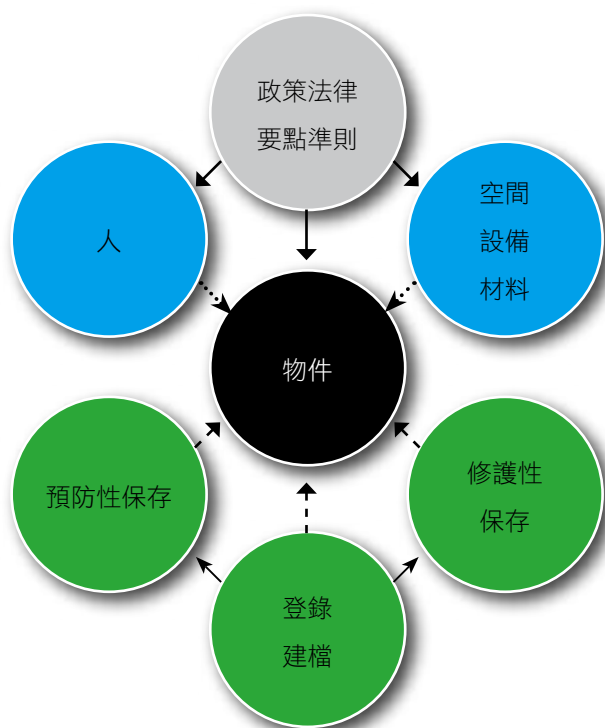 政策法律
要點準則
人
空間
設備
材料
物件
預防性保存
修護性
保存
登錄
建檔